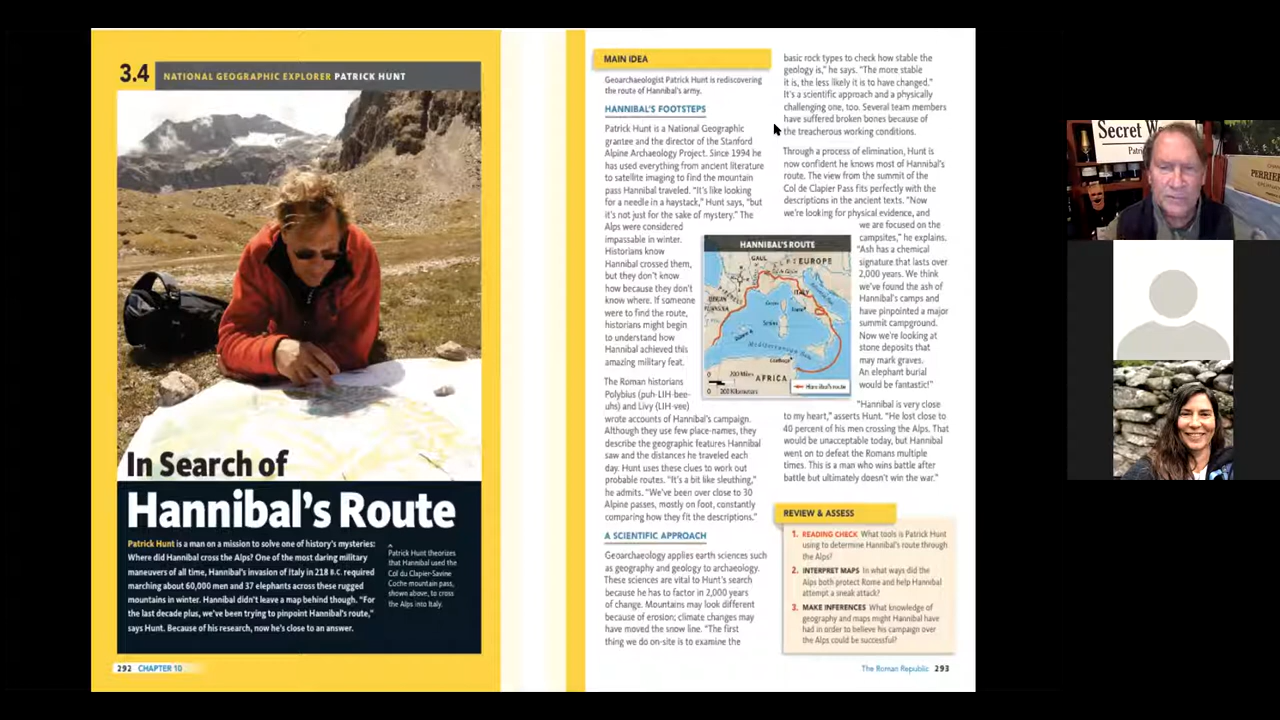 3.4 NATIONAL GEOGRAPHIC EXPLORER PATRICK HUNT
In Search of
Hannibal's Route
Patrick Hunt is a man on a mission to solve one of history's mysteries:
Where did Hannibal cross the Alps? One of the most daring military
maneuvers of all time, Hannibal's invasion of Italy in 218 B.C. required
marching about 60,000 men and 37 elephants across these rugged
mountains in winter. Hannibal didn't leave a map behind though. "For
the last decade plus, we've been trying to pinpoint Hannibal's route,"
says Hunt. Because of his research, now he's close to an answer.
Patrick Hunt theorizes
that Hannibal used the
Col du Clapier-Savine
Coche mountain pass,
shown above, to cross
the Alps into Italy.
292 CHAPTER 10
MAIN IDEA
Geoarchaeologist Patrick Hunt is rediscovering
the route of Hannibal's army.
HANNIBAL'S FOOTSTEPS
Patrick Hunt is a National Geographic
grantee and the director of the Stanford
Alpine Archaeology Project. Since 1994 he
has used everything from ancient literature
to satellite imaging to find the mountain
pass Hannibal traveled. "It's like looking
for a needle in a haystack," Hunt says, "but
it's not just for the sake of mystery." The
Alps were considered
impassable in winter.
Historians know
Hannibal crossed them,
but they don't know
how because they don't
know where. If someone
were to find the route,
historians might begin
to understand how
Hannibal achieved this
amazing military feat.
The Roman historians
Polybius (puh-LIH-bee-
uhs) and Livy (LIH-vee)
wrote accounts of Hannibal's campaign.
Although they use few place-names, they
describe the geographic features Hannibal
saw and the distances he traveled each
day. Hunt uses these clues to work out
probable routes. "It's a bit like sleuthing,"
he admits. "We've been over close to 30
Alpine passes, mostly on foot, constantly
comparing how they fit the descriptions."
A SCIENTIFIC APPROACH
Geoarchaeology applies earth sciences such
as geography and geology to archaeology.
These sciences are vital to Hunt's search
because he has to factor in 2,000 years
of change. Mountains may look different
because of erosion; climate changes may
have moved the snow line. "The first
thing we do on-site is to examine the
basic rock types to check how stable the
geology is," he says. "The more stable
it is, the less likely it is to have changed."
It's a scientific approach and a physically
challenging one, too. Several team members
have suffered broken bones because of
the treacherous working conditions.
Through a process of elimination, Hunt is
now confident he knows most of Hannibal's
route. The view from the summit of the
Col de Clapier Pass fits perfectly with the
descriptions in the ancient texts. "Now
we're looking for physical evidence, and
we are focused on the
campsites," he explains.
"Ash has a chemical
signature that lasts over
2,000 years. We think
we've found the ash of
Hannibal's camps and
have pinpointed a major
summit campground.
Now we're looking at
stone deposits that
may mark graves.
An elephant burial
would be fantastic!"
"Hannibal is very close
to my heart," asserts Hunt. "He lost close to
40 percent of his men crossing the Alps. That
would be unacceptable today, but Hannibal
went on to defeat the Romans multiple
times. This is a man who wins battle after
battle but ultimately doesn't win the war."
HANNIBAL'S ROUTE
GAUL
EUROPE
ITALY
Rome
Mediterranean Sea
AFRICA
0 200 Miles
0 200 Kilometers
Hannibal's route
REVIEW & ASSESS
1. READING CHECK What tools is Patrick Hunt
using to determine Hannibal's route through
the Alps?
2. INTERPRET MAPS In what ways did the
Alps both protect Rome and help Hannibal
attempt a sneak attack?
3. MAKE INFERENCES What knowledge of
geography and maps might Hannibal have
had in order to believe his campaign over
the Alps could be successful?
The Roman Republic 293
Secret